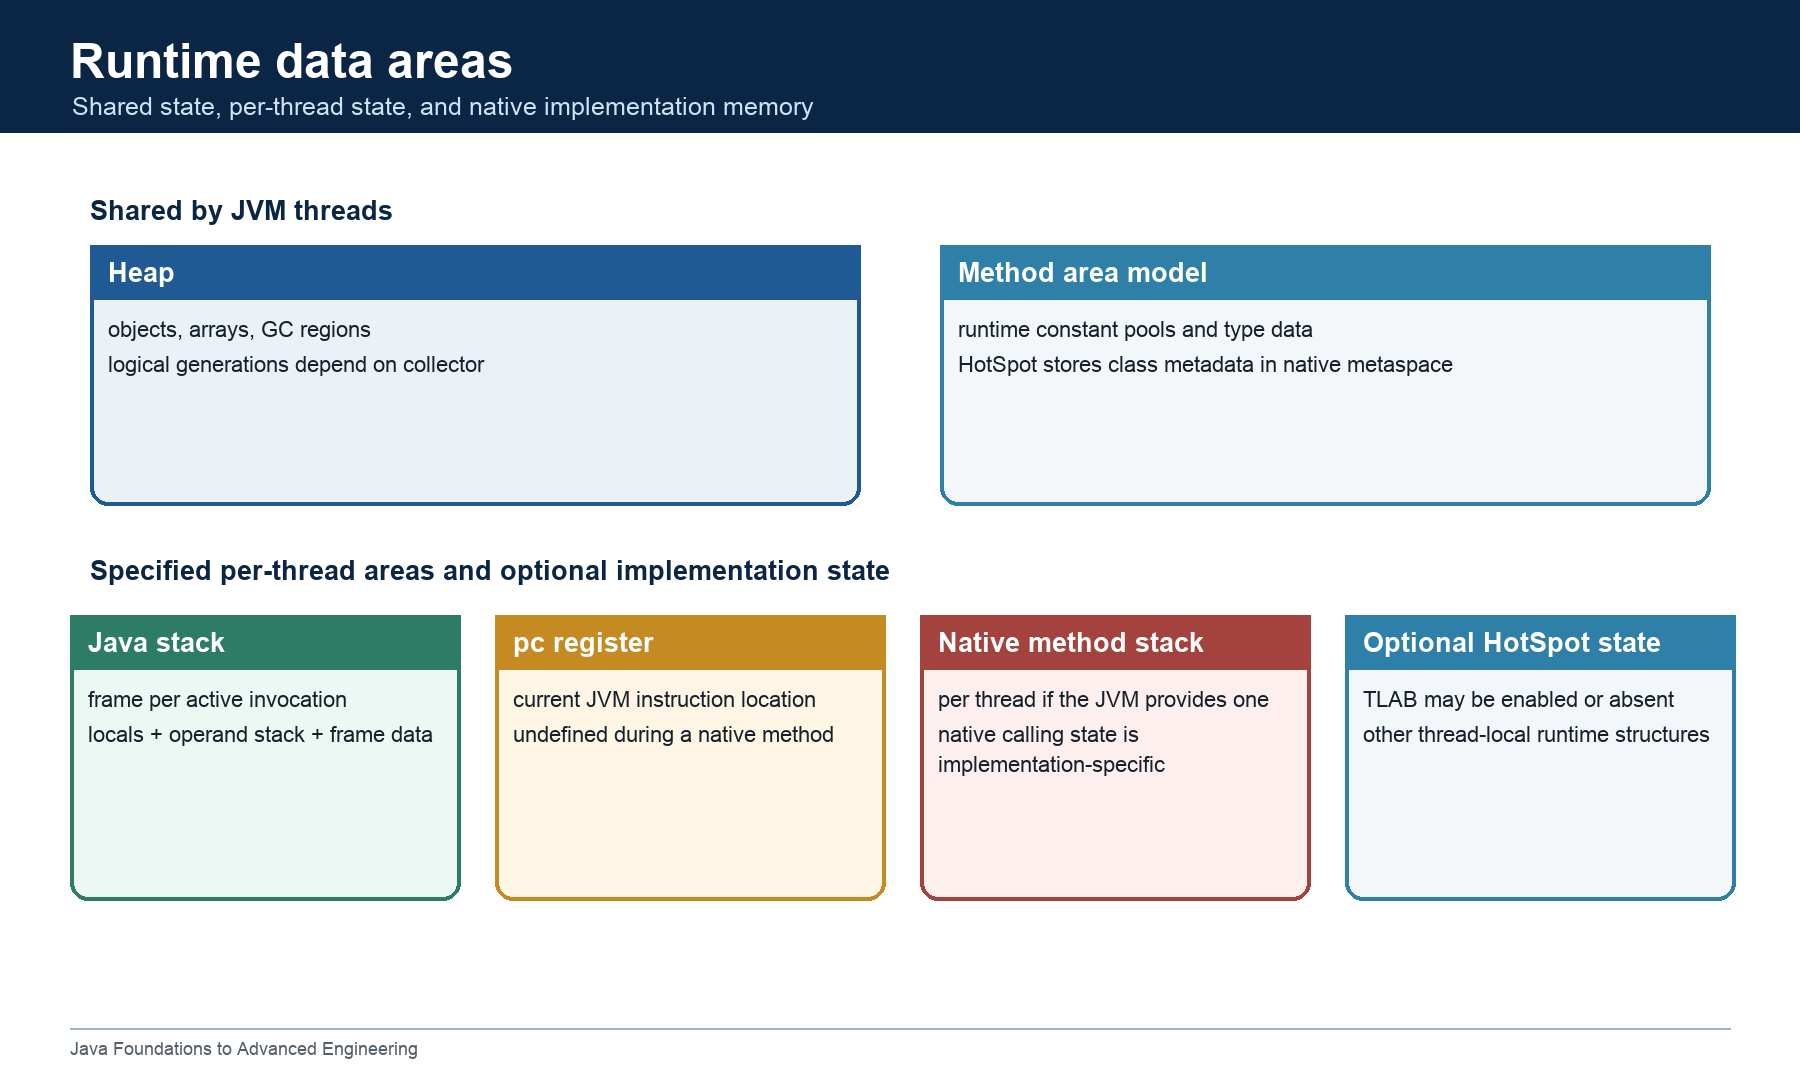 Runtime data areas
Shared state, per-thread state, and native implementation memory
Shared by JVM threads
Heap
objects, arrays, GC regions
logical generations depend on collector
Method area model
runtime constant pools and type data
HotSpot stores class metadata in native metaspace
Specified per-thread areas and optional implementation state
Java stack
frame per active invocation
locals + operand stack + frame data
pc register
current JVM instruction location
undefined during a native method
Native method stack
per thread if the JVM provides one
native calling state is
implementation-specific
Optional HotSpot state
TLAB may be enabled or absent
other thread-local runtime structures
Java Foundations to Advanced Engineering